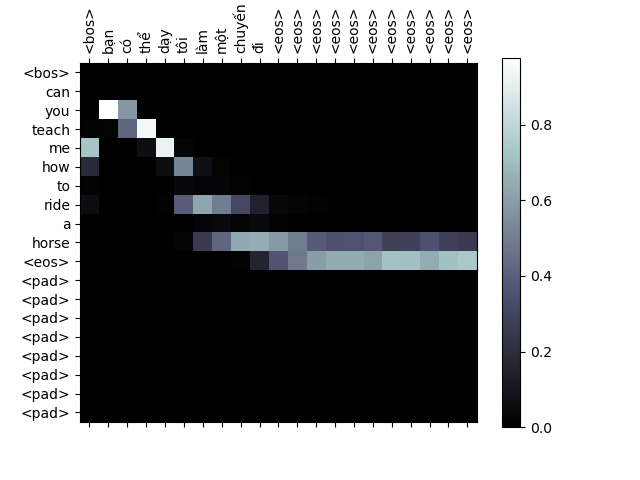 <bos> bạn có thể dạy tôi làm một chuyến đi <eos> <eos> <eos> <eos> <eos> <eos> <eos> <eos> <eos> <eos> <eos>
<bos>
can
you
teach
me
how
to
ride
a
horse
<eos>
<pad>
<pad>
<pad>
<pad>
<pad>
<pad>
<pad>
<pad>
0.8
0.6
0.4
0.2
0.0